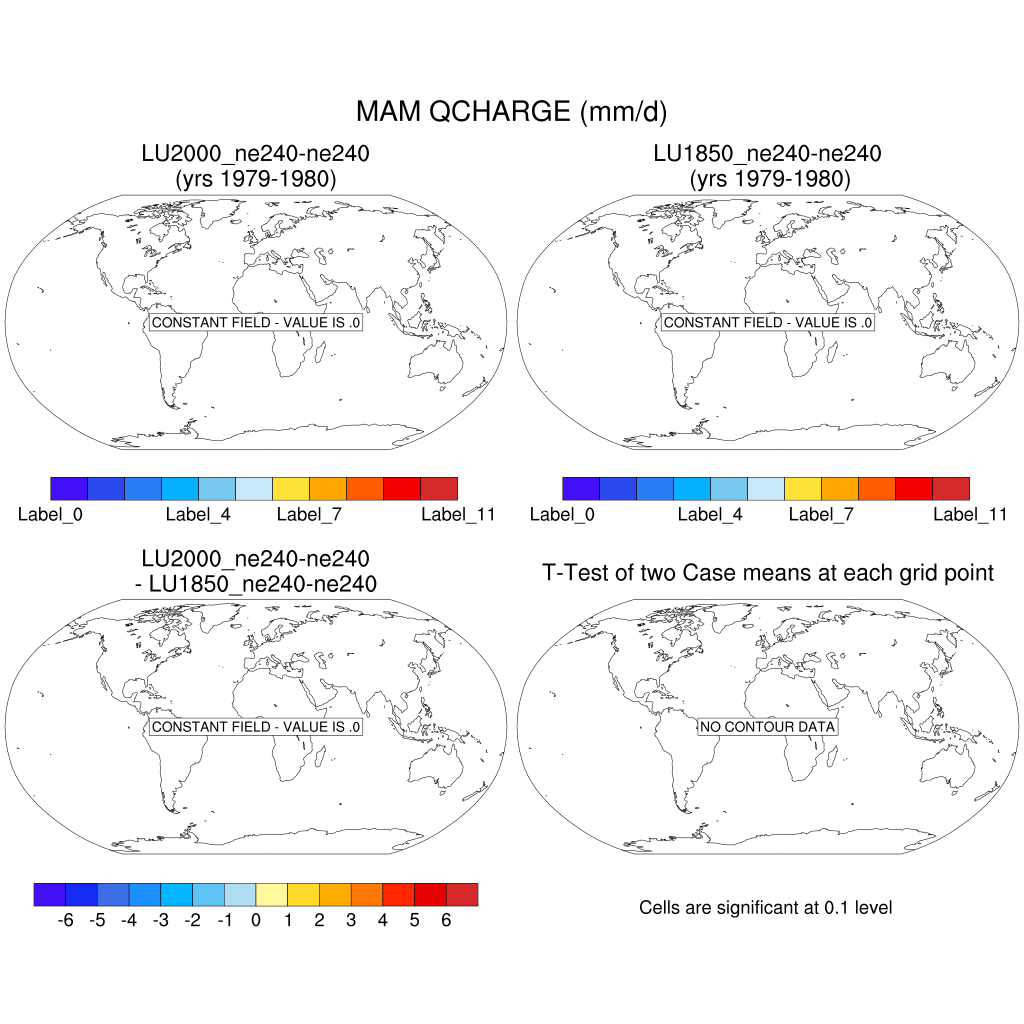 MAM QCHARGE (mm/d)
LU2000_ne240-ne240
(yrs 1979-1980)
LU1850_ne240-ne240
(yrs 1979-1980)
CONSTANT FIELD - VALUE IS .0
CONSTANT FIELD - VALUE IS .0
Label_0 Label_4 Label_7 Label_11
Label_0 Label_4 Label_7 Label_11
LU2000_ne240-ne240
- LU1850_ne240-ne240
T-Test of two Case means at each grid point
CONSTANT FIELD - VALUE IS .0
NO CONTOUR DATA
-6 -5 -4 -3 -2 -1 0 1 2 3 4 5 6
Cells are significant at 0.1 level